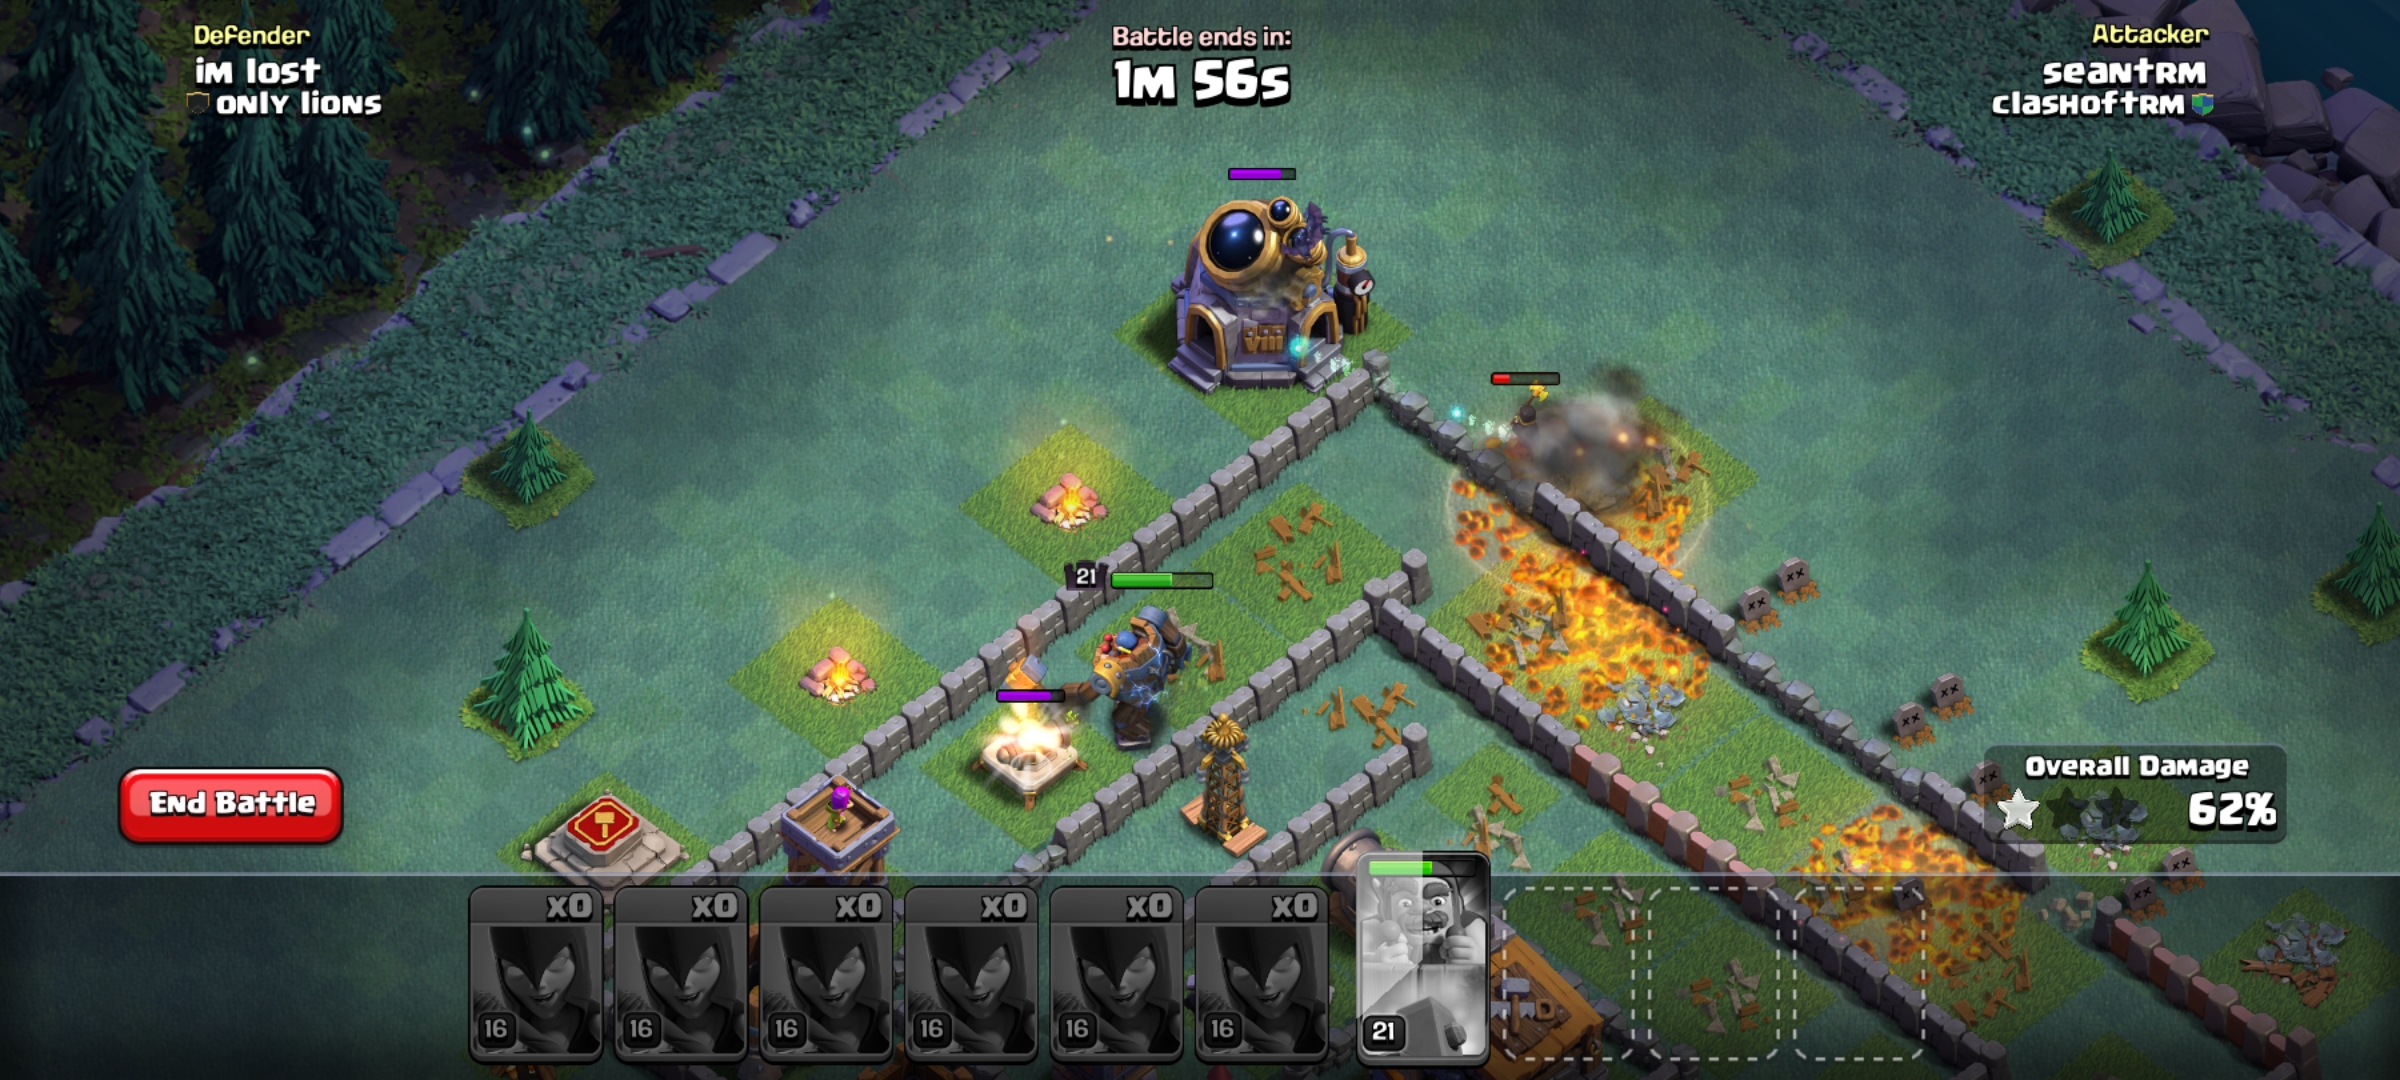 Defender
im lost
only lions
Battle ends in:
1m 56s
Attacker
seantrm
clashoftrm
VIII
21
End Battle
Overall Damage
62%
x0
x0
x0
x0
x0
x0
16
16
16
16
16
16
21